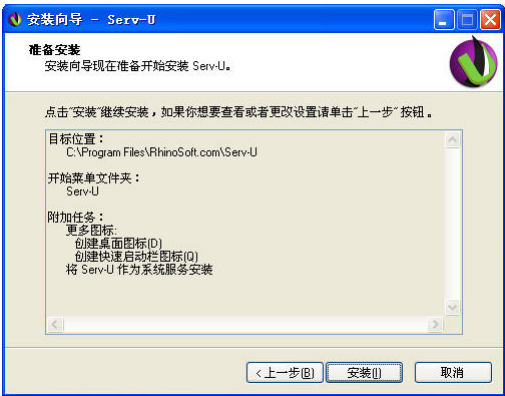 安装向导 - Serv-U
准备安装
安装向导现在准备开始安装 Serv-U。
点击"安装"继续安装，如果你想要查看或者更改设置请单击"上一步"按钮。
目标位置：
C:\Program Files\RhinoSoft.com\Serv-U
开始菜单文件夹：
Serv-U
附加任务：
更多图标:
创建桌面图标(D)
创建快速启动栏图标(Q)
将 Serv-U 作为系统服务安装
<上一步(B)
安装(I)
取消